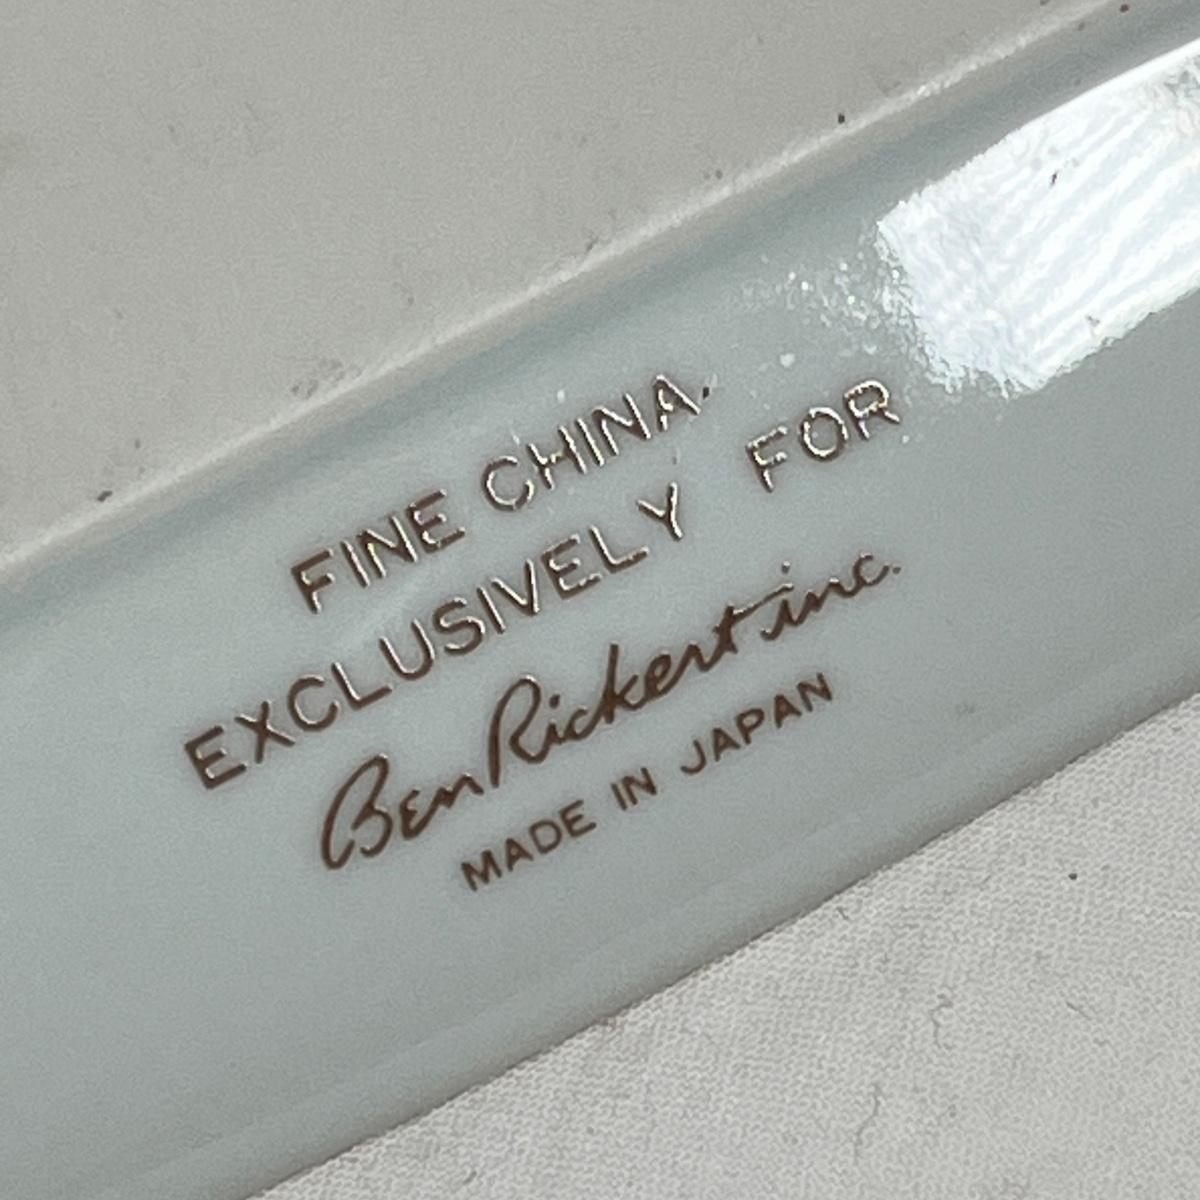 FINE CHINA
EXCLUSIVELY FOR
Ben Rickert inc.
MADE IN JAPAN